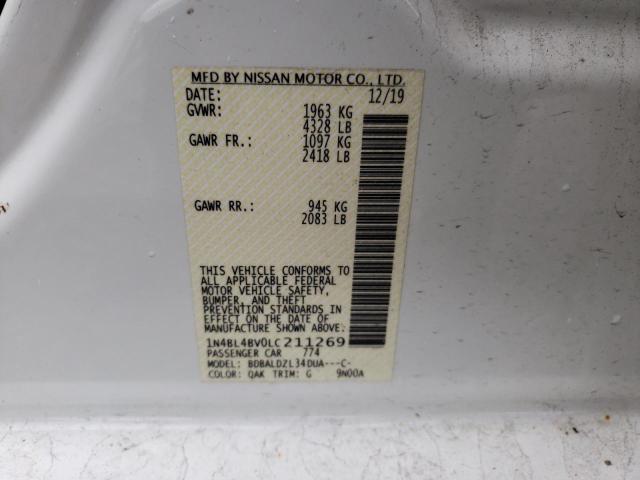 MFD BY NISSAN MOTOR CO., LTD.
DATE: 12/19
GVWR: 1963 KG
4328 LB
GAWR FR.: 1097 KG
2418 LB
GAWR RR.: 945 KG
2083 LB
THIS VEHICLE CONFORMS TO
ALL APPLICABLE FEDERAL
MOTOR VEHICLE SAFETY,
BUMPER, AND THEFT
PREVENTION STANDARDS IN
EFFECT ON THE DATE OF
MANUFACTURE SHOWN ABOVE.
1N4BL4BV0LC211269
PASSENGER CAR 774
MODEL: BDBALDZL34DUA---C-
COLOR: QAK TRIM: G 9N00A